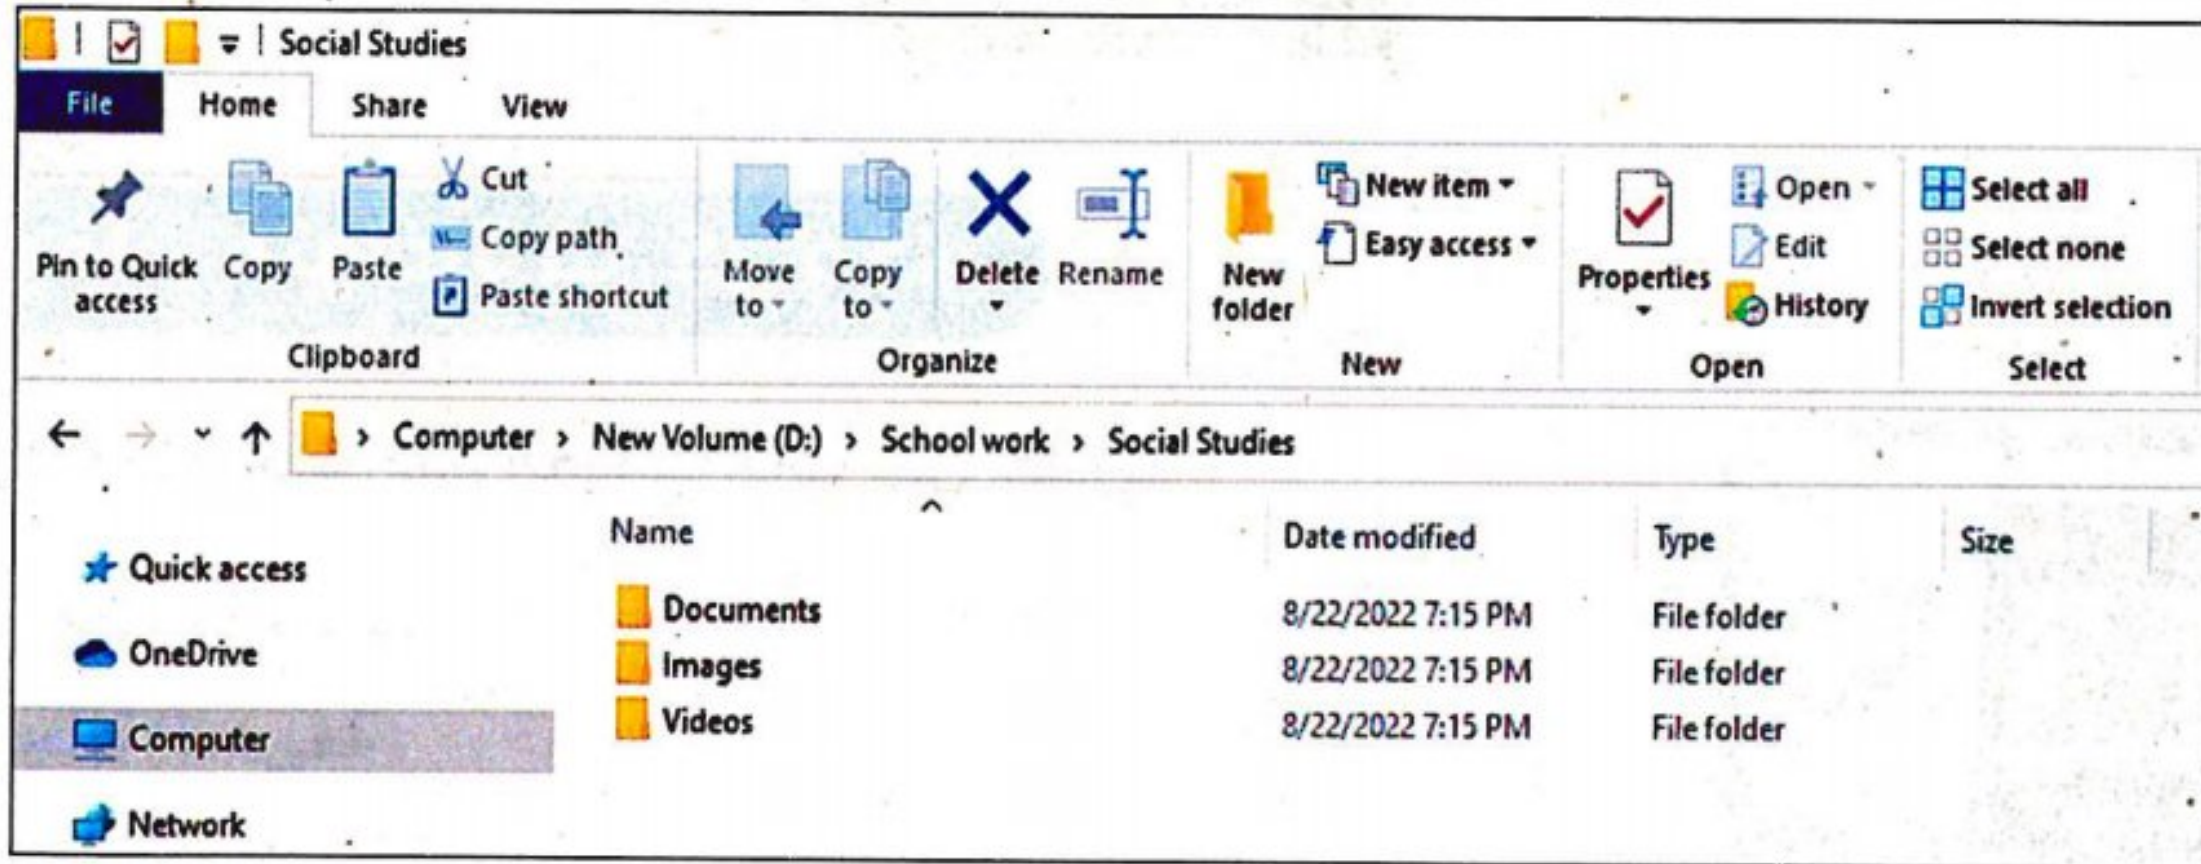 Social Studies
File Home Share View
Pin to Quick access
Copy
Paste
Cut
Copy path
Paste shortcut
Clipboard
Move to
Copy to
Delete
Rename
Organize
New folder
New item
Easy access
New
Properties
Open
Edit
History
Open
Select all
Select none
Invert selection
Select
> Computer > New Volume (D:) > School work > Social Studies
Quick access
OneDrive
Computer
Network
Name Date modified Type Size
Documents 8/22/2022 7:15 PM File folder
Images 8/22/2022 7:15 PM File folder
Videos 8/22/2022 7:15 PM File folder